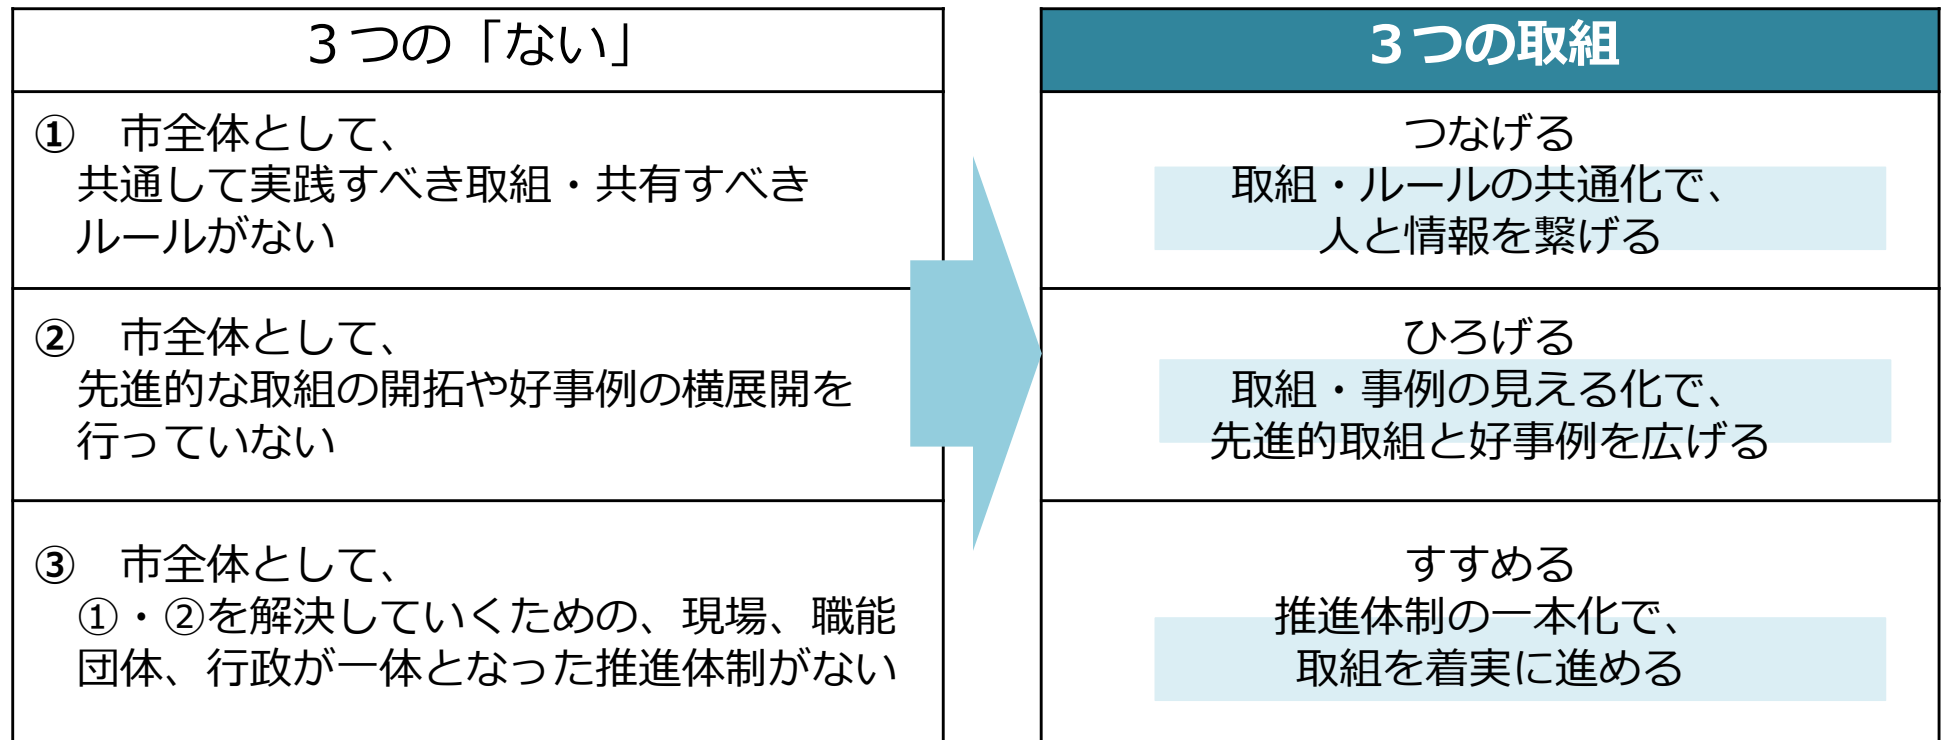 ３つの「ない」
① 市全体として、
共通して実践すべき取組・共有すべき
ルールがない
② 市全体として、
先進的な取組の開拓や好事例の横展開を
行っていない
③ 市全体として、
①・②を解決していくための、現場、職能
団体、行政が一体となった推進体制がない
３つの取組
つなげる
取組・ルールの共通化で、
人と情報を繋げる
ひろげる
取組・事例の見える化で、
先進的取組と好事例を広げる
すすめる
推進体制の一本化で、
取組を着実に進める